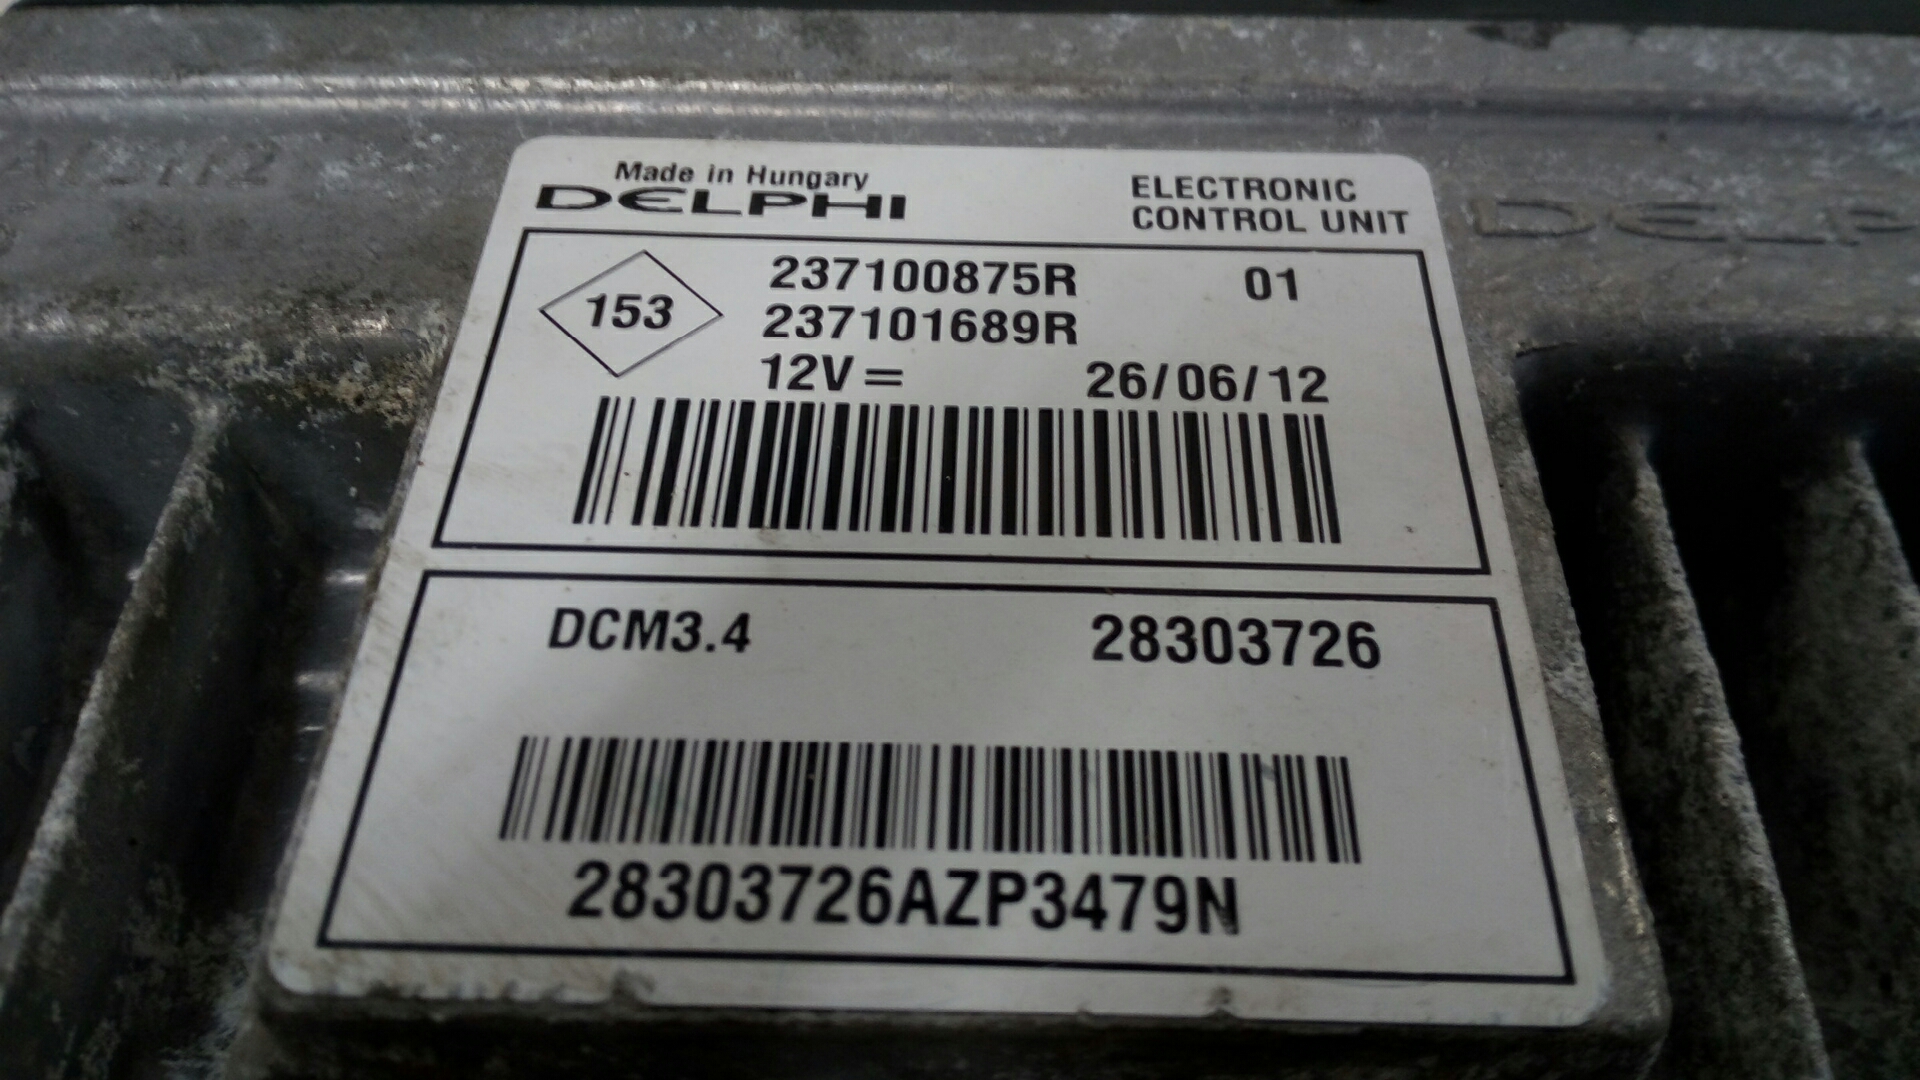 Made in Hungary
DELPHI
ELECTRONIC
CONTROL UNIT
DELP
153
237100875R 01
237101689R
12V = 26/06/12
DCM3.4 28303726
28303726AZP3479N